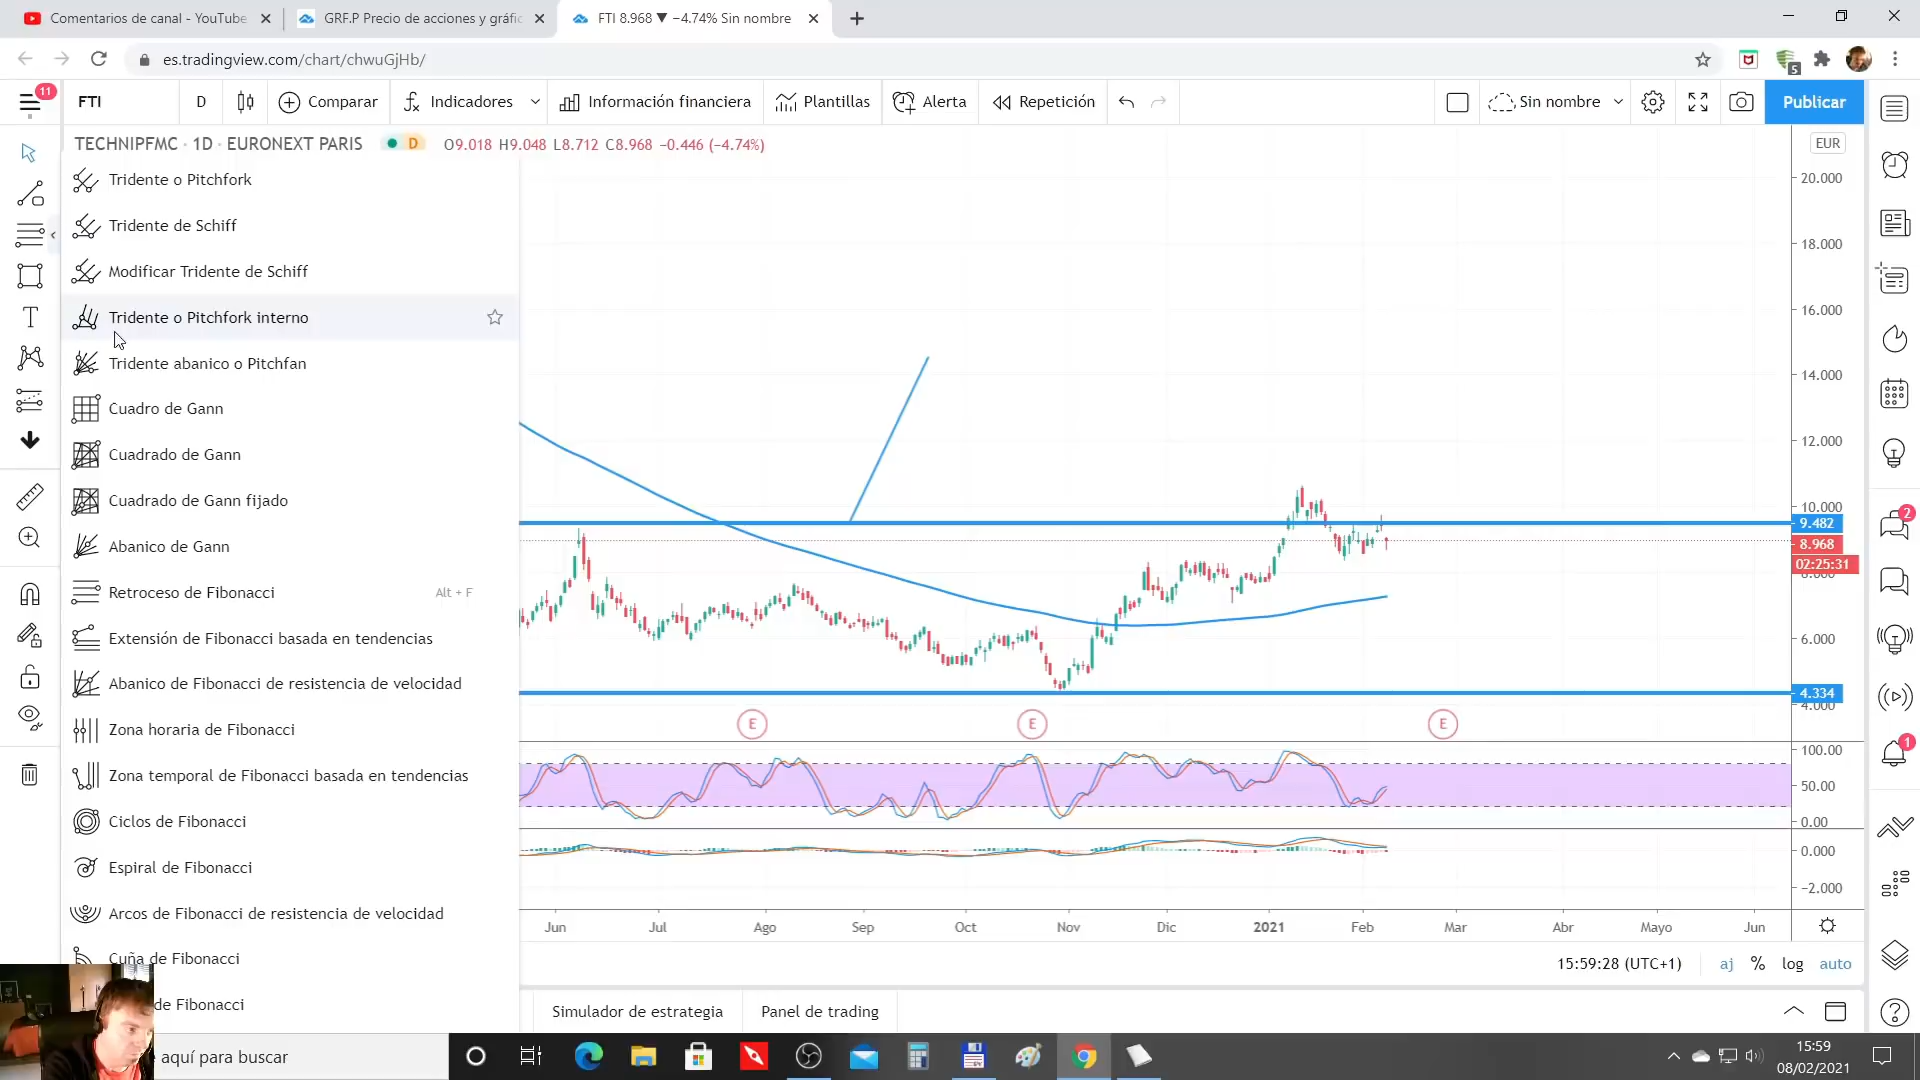 Comentarios de canal - YouTube
GRF.P Precio de acciones y gráfic
FTI 8.968 ▼ −4.74% Sin nombre
es.tradingview.com/chart/chwuGjHb/
5
11
FTI
D
Comparar
Indicadores
Información financiera
Plantillas
Alerta
Repetición
Sin nombre
Publicar
TECHNIPFMC · 1D · EURONEXT PARIS
D
O9.018 H9.048 L8.712 C8.968 −0.446 (−4.74%)
EUR
Tridente o Pitchfork
Tridente de Schiff
Modificar Tridente de Schiff
Tridente o Pitchfork interno
Tridente abanico o Pitchfan
Cuadro de Gann
Cuadrado de Gann
Cuadrado de Gann fijado
Abanico de Gann
Retroceso de Fibonacci Alt + F
Extensión de Fibonacci basada en tendencias
Abanico de Fibonacci de resistencia de velocidad
Zona horaria de Fibonacci
Zona temporal de Fibonacci basada en tendencias
Ciclos de Fibonacci
Espiral de Fibonacci
Arcos de Fibonacci de resistencia de velocidad
Cuña de Fibonacci
de Fibonacci
20.000
18.000
16.000
14.000
12.000
10.000
9.482
8.968
02:25:31
8.000
6.000
4.334
4.000
E
E
E
100.00
50.00
0.00
0.000
−2.000
Jun
Jul
Ago
Sep
Oct
Nov
Dic
2021
Feb
Mar
Abr
Mayo
Jun
15:59:28 (UTC+1)
aj
%
log
auto
Simulador de estrategia
Panel de trading
2
1
aquí para buscar
15:59
08/02/2021